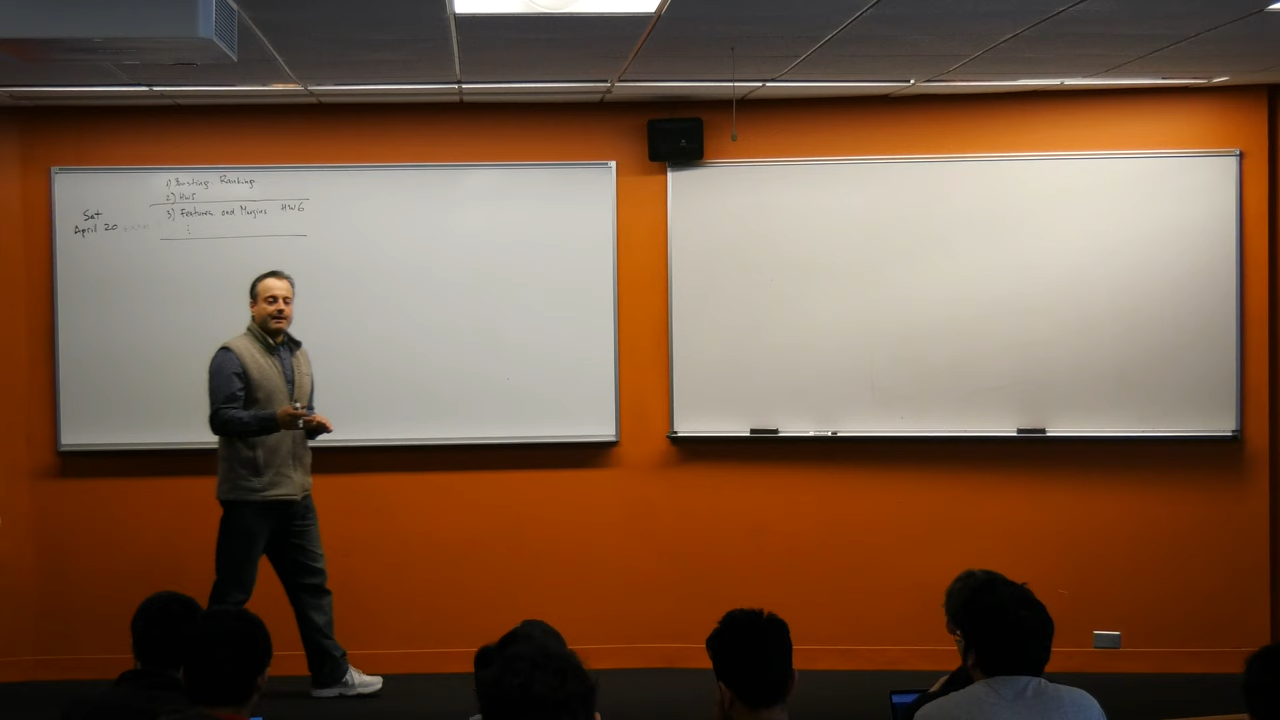 1) Boosting: Ranking
2) HW5
3) Features and Margins HW6
Sat
April 20